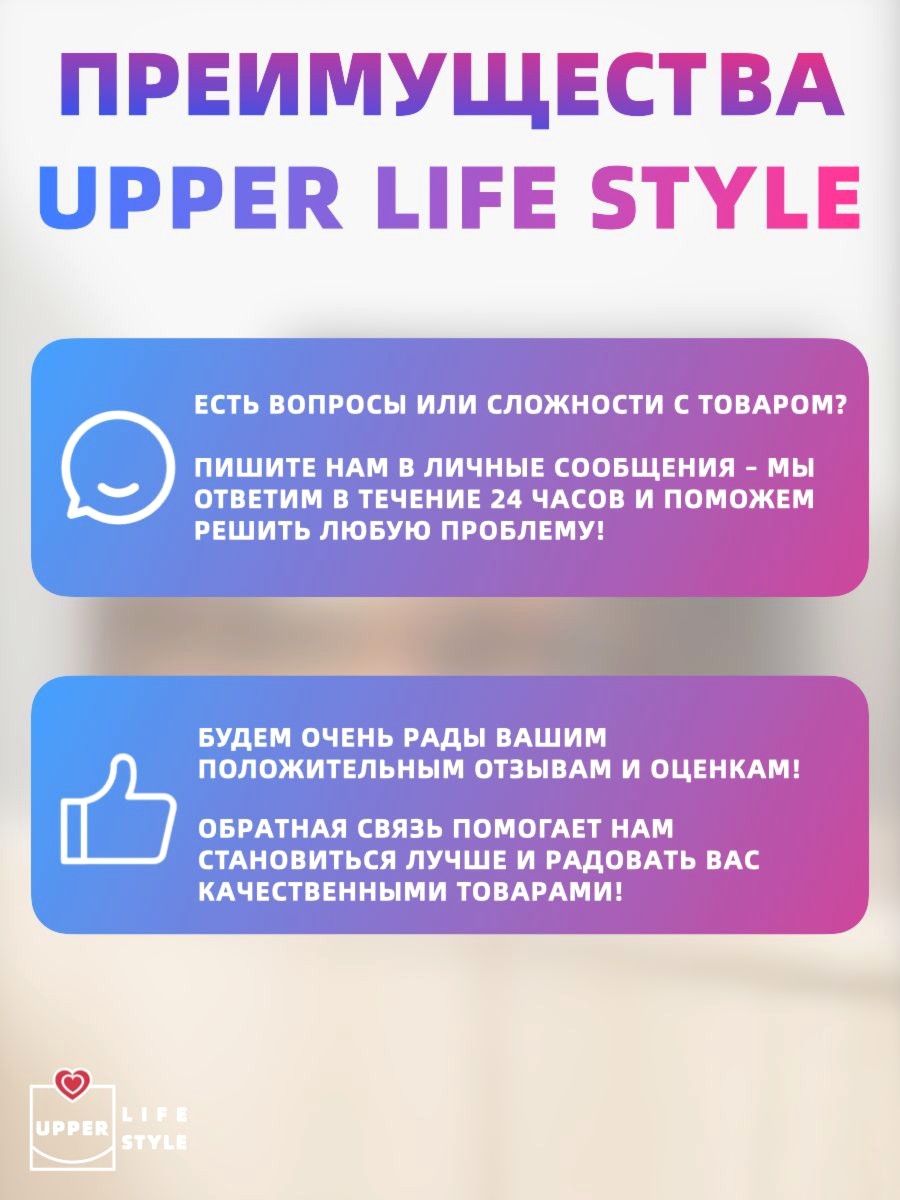 ПРЕИМУЩЕСТВА
UPPER LIFE STYLE
ЕСТЬ ВОПРОСЫ ИЛИ СЛОЖНОСТИ С ТОВАРОМ?
ПИШИТЕ НАМ В ЛИЧНЫЕ СООБЩЕНИЯ – МЫ
ОТВЕТИМ В ТЕЧЕНИЕ 24 ЧАСОВ И ПОМОЖЕМ
РЕШИТЬ ЛЮБУЮ ПРОБЛЕМУ!
БУДЕМ ОЧЕНЬ РАДЫ ВАШИМ
ПОЛОЖИТЕЛЬНЫМ ОТЗЫВАМ И ОЦЕНКАМ!
ОБРАТНАЯ СВЯЗЬ ПОМОГАЕТ НАМ
СТАНОВИТЬСЯ ЛУЧШЕ И РАДОВАТЬ ВАС
КАЧЕСТВЕННЫМИ ТОВАРАМИ!
UPPER LIFE
STYLE